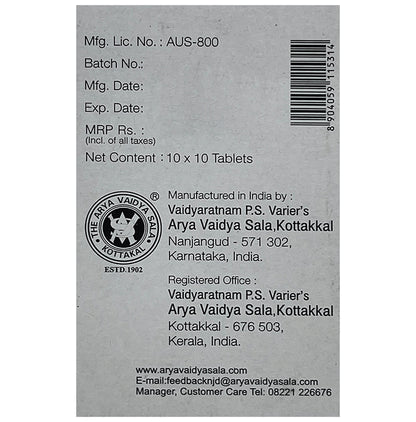 Mfg. Lic. No. : AUS-800
Batch No.:
Mfg. Date:
Exp. Date:
MRP Rs. :
(Incl. of all taxes)
Net Content : 10 x 10 Tablets
8 904059 115314
THE ARYA VAIDYA SALA
KOTTAKAL
®
ESTD.1902
Manufactured in India by :
Vaidyaratnam P.S. Varier's
Arya Vaidya Sala,Kottakkal
Nanjangud - 571 302,
Karnataka, India.
Registered Office :
Vaidyaratnam P.S. Varier's
Arya Vaidya Sala,Kottakkal
Kottakkal - 676 503,
Kerala, India.
www.aryavaidyasala.com
E-mail:feedbacknjd@aryavaidyasala.com
Manager, Customer Care Tel: 08221 226676